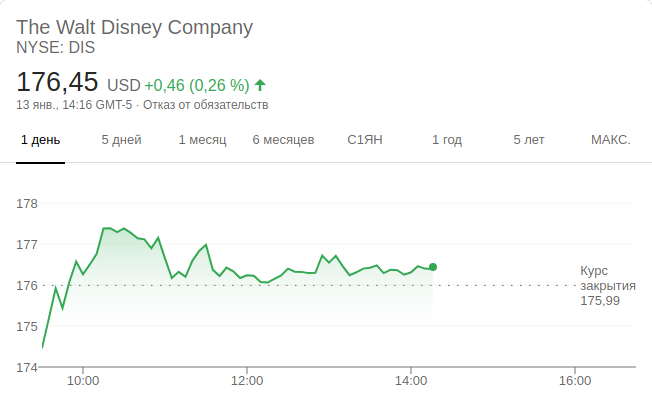 The Walt Disney Company
NYSE: DIS
176,45 USD +0,46 (0,26 %)
13 янв., 14:16 GMT-5 · Отказ от обязательств
1 день 5 дней 1 месяц 6 месяцев С1ЯН 1 год 5 лет МАКС.
178
177
176
175
174
Курс
закрытия
175,99
10:00 12:00 14:00 16:00